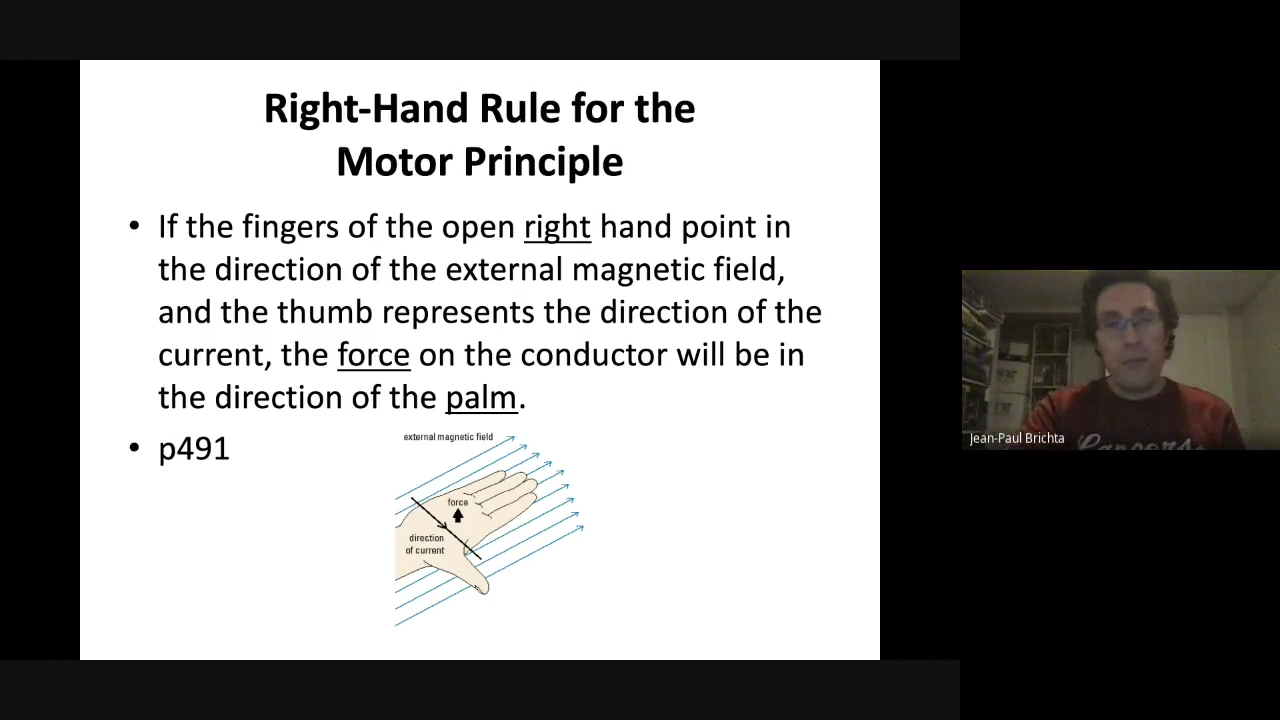 Right-Hand Rule for the
Motor Principle
• If the fingers of the open right hand point in
the direction of the external magnetic field,
and the thumb represents the direction of the
current, the force on the conductor will be in
the direction of the palm.
• p491
external magnetic field
force
direction
of current
Jean-Paul Brichta